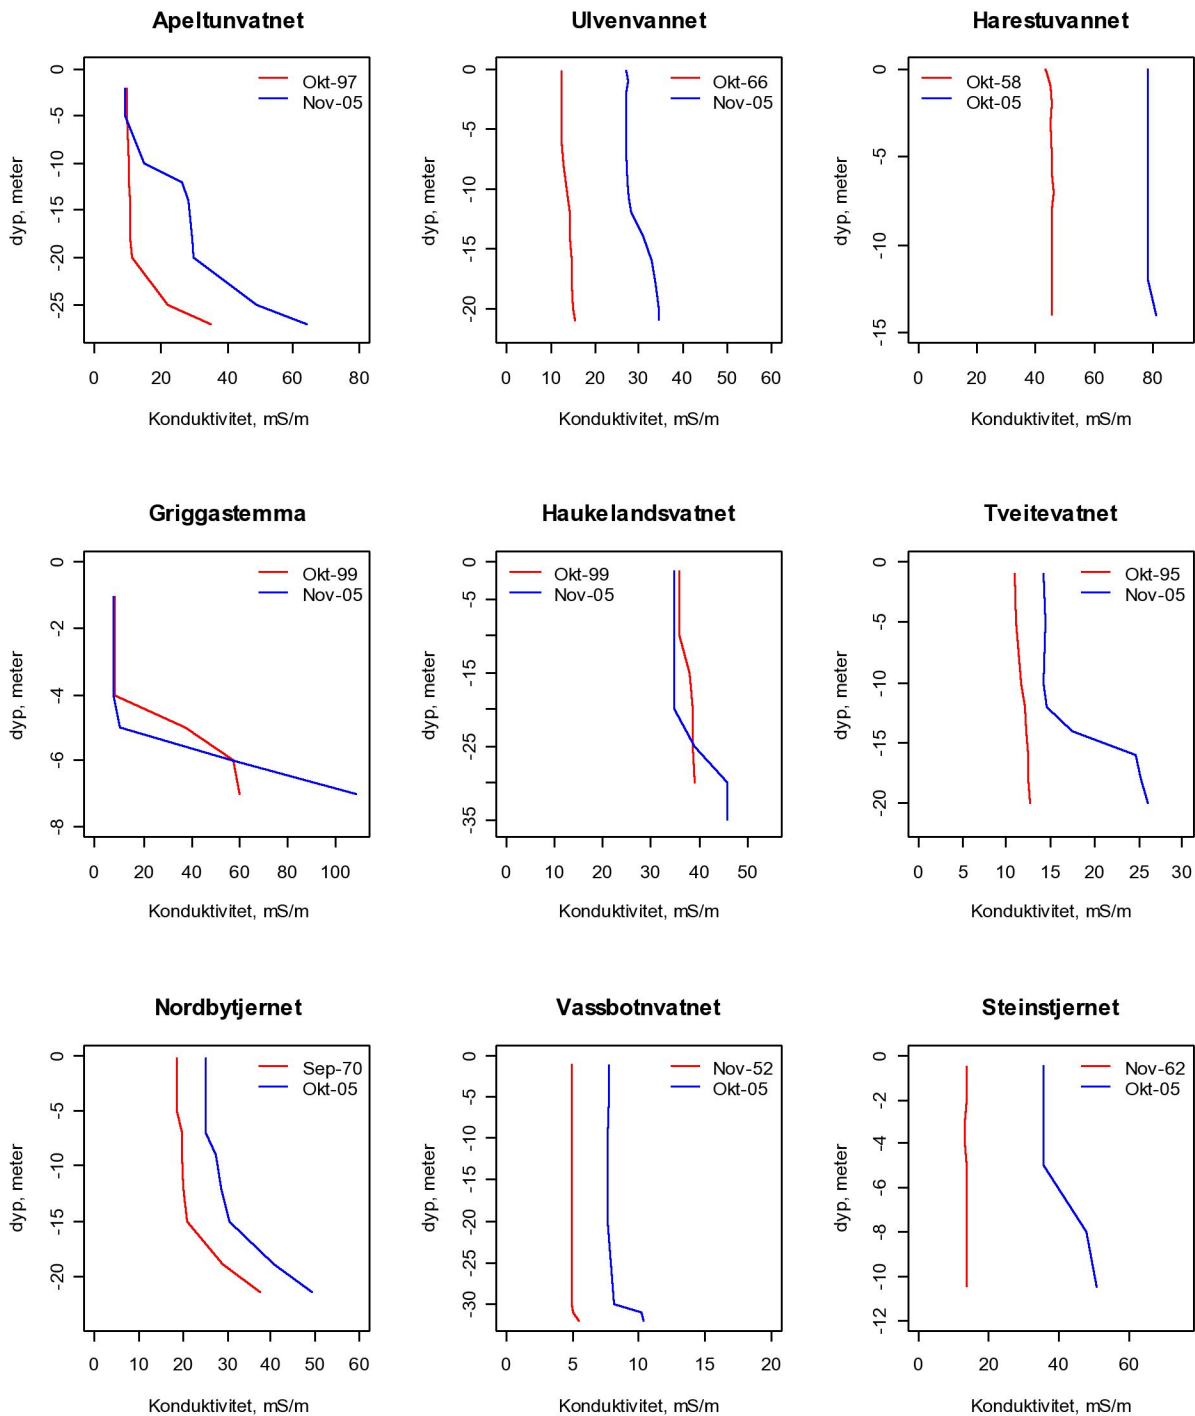 Apeltunvatnet
Okt-97
Nov-05
0
-5
-10
-15
-20
-25
dyp, meter
0 20 40 60 80
Konduktivitet, mS/m
Ulvenvannet
Okt-66
Nov-05
0
-5
-10
-15
-20
dyp, meter
0 10 20 30 40 50 60
Konduktivitet, mS/m
Harestuvannet
Okt-58
Okt-05
0
-5
-10
-15
dyp, meter
0 20 40 60 80
Konduktivitet, mS/m
Griggastemma
Okt-99
Nov-05
0
-2
-4
-6
-8
dyp, meter
0 20 40 60 80 100
Konduktivitet, mS/m
Haukelandsvatnet
Okt-99
Nov-05
0
-5
-15
-25
-35
dyp, meter
0 10 20 30 40 50
Konduktivitet, mS/m
Tveitevatnet
Okt-95
Nov-05
0
-5
-10
-15
-20
dyp, meter
0 5 10 15 20 25 30
Konduktivitet, mS/m
Nordbytjernet
Sep-70
Okt-05
0
-5
-10
-15
-20
dyp, meter
0 10 20 30 40 50 60
Konduktivitet, mS/m
Vassbotnvatnet
Nov-52
Okt-05
0
-5
-10
-15
-20
-25
-30
dyp, meter
0 5 10 15 20
Konduktivitet, mS/m
Steinstjernet
Nov-62
Okt-05
0
-2
-4
-6
-8
-10
-12
dyp, meter
0 20 40 60
Konduktivitet, mS/m